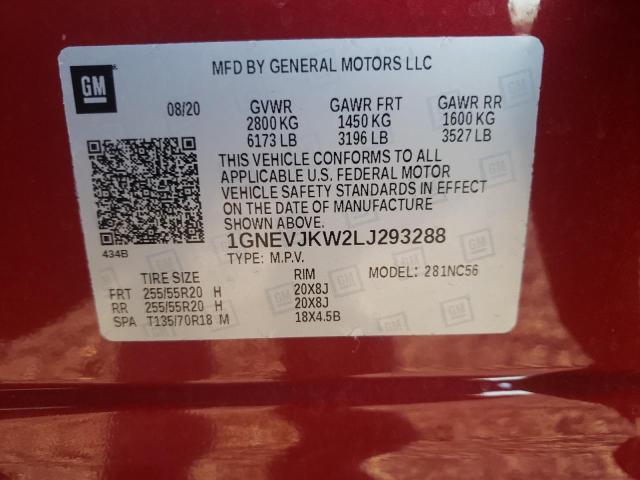 GM
MFD BY GENERAL MOTORS LLC
08/20 GVWR GAWR FRT GAWR RR
2800 KG 1450 KG 1600 KG
6173 LB 3196 LB 3527 LB
THIS VEHICLE CONFORMS TO ALL
APPLICABLE U.S. FEDERAL MOTOR
VEHICLE SAFETY STANDARDS IN EFFECT
ON THE DATE OF MANUFACTURE
SHOWN ABOVE.
434B
1GNEVJKW2LJ293288
TYPE: M.P.V. MODEL: 281NC56
TIRE SIZE RIM
FRT 255/55R20 H 20X8J
RR 255/55R20 H 20X8J
SPA T135/70R18 M 18X4.5B